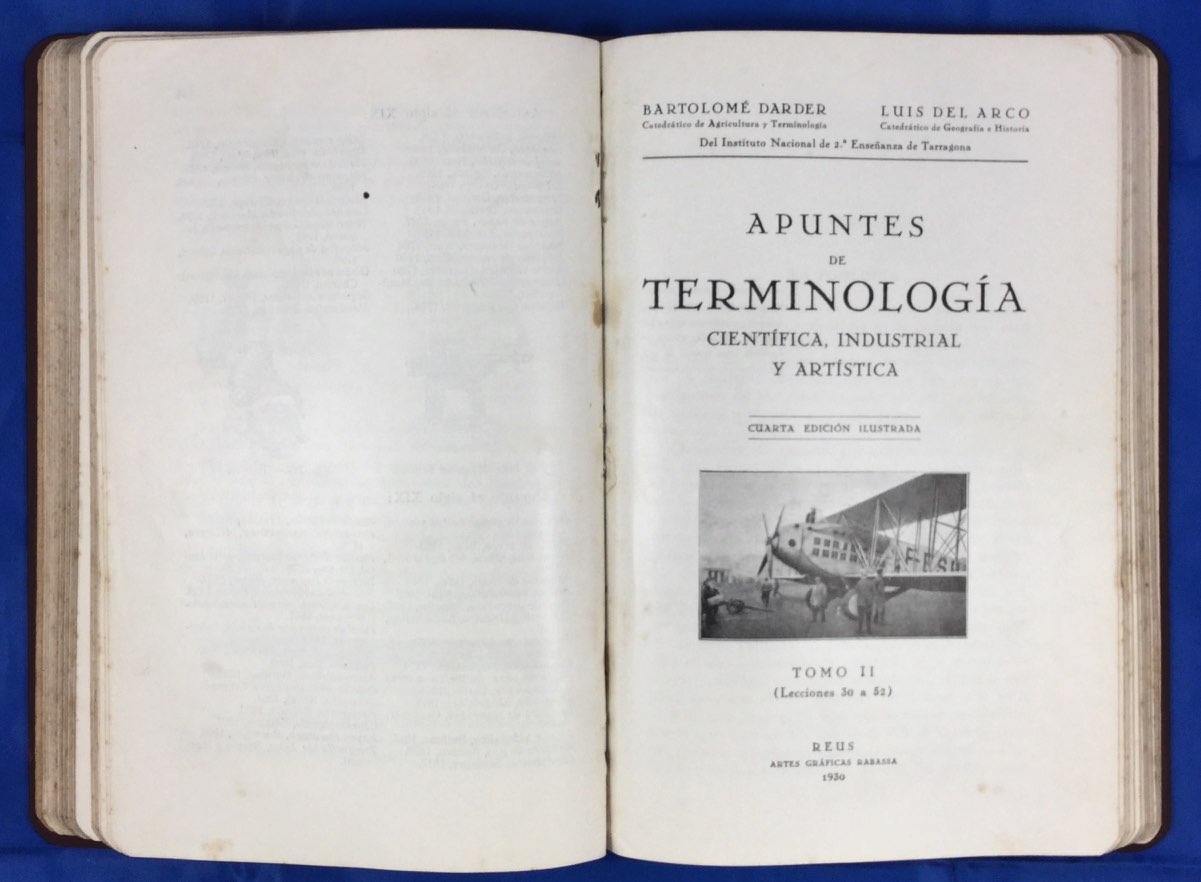 BARTOLOMÉ DARDER
Catedrático de Agricultura y Terminología
LUIS DEL ARCO
Catedrático de Geografía e Historia
Del Instituto Nacional de 2.ª Enseñanza de Tarragona
APUNTES
DE
TERMINOLOGÍA
CIENTÍFICA, INDUSTRIAL
Y ARTÍSTICA
CUARTA EDICIÓN ILUSTRADA
TOMO II
(Lecciones 30 a 52)
REUS
ARTES GRÁFICAS RABASSA
1930